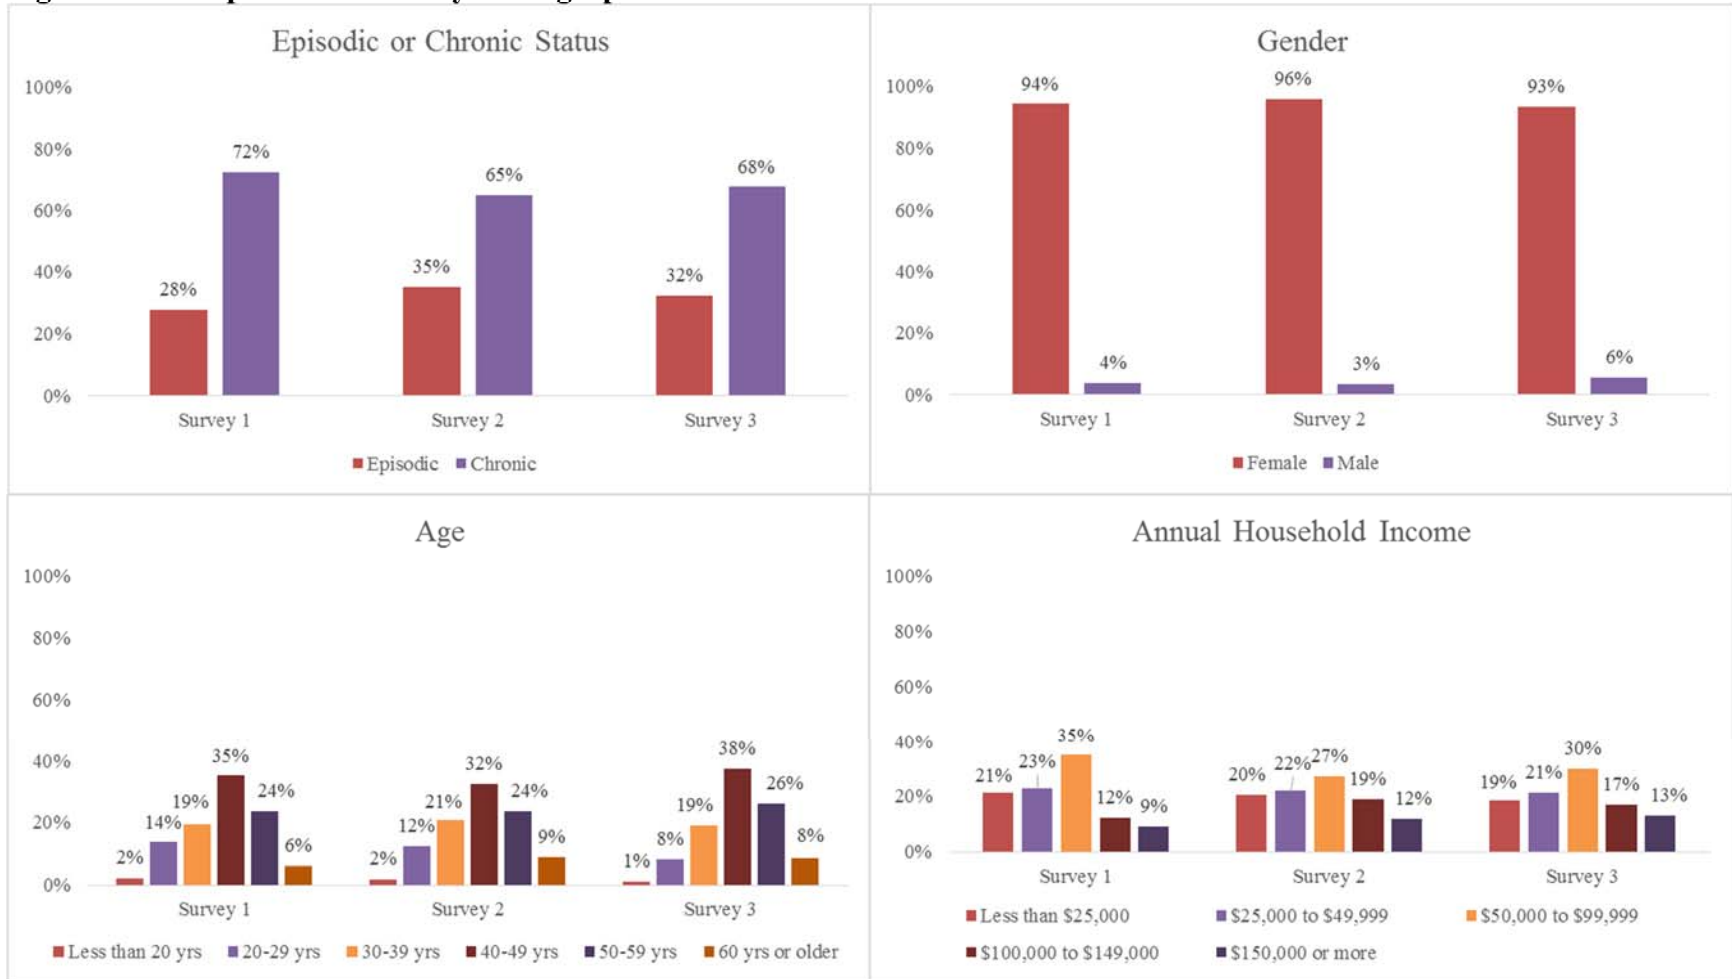 Episodic or Chronic Status
100%
80%
60%
40%
20%
0%
28%
72%
35%
65%
32%
68%
Survey 1
Survey 2
Survey 3
Episodic
Chronic
Gender
100%
80%
60%
40%
20%
0%
94%
4%
96%
3%
93%
6%
Survey 1
Survey 2
Survey 3
Female
Male
Age
100%
80%
60%
40%
20%
0%
2%
14%
19%
35%
24%
6%
2%
12%
21%
32%
24%
9%
1%
8%
19%
38%
26%
8%
Survey 1
Survey 2
Survey 3
Less than 20 yrs
20-29 yrs
30-39 yrs
40-49 yrs
50-59 yrs
60 yrs or older
Annual Household Income
100%
80%
60%
40%
20%
0%
21%
23%
35%
12%
9%
20%
22%
27%
19%
12%
19%
21%
30%
17%
13%
Survey 1
Survey 2
Survey 3
Less than $25,000
$25,000 to $49,999
$50,000 to $99,999
$100,000 to $149,000
$150,000 or more